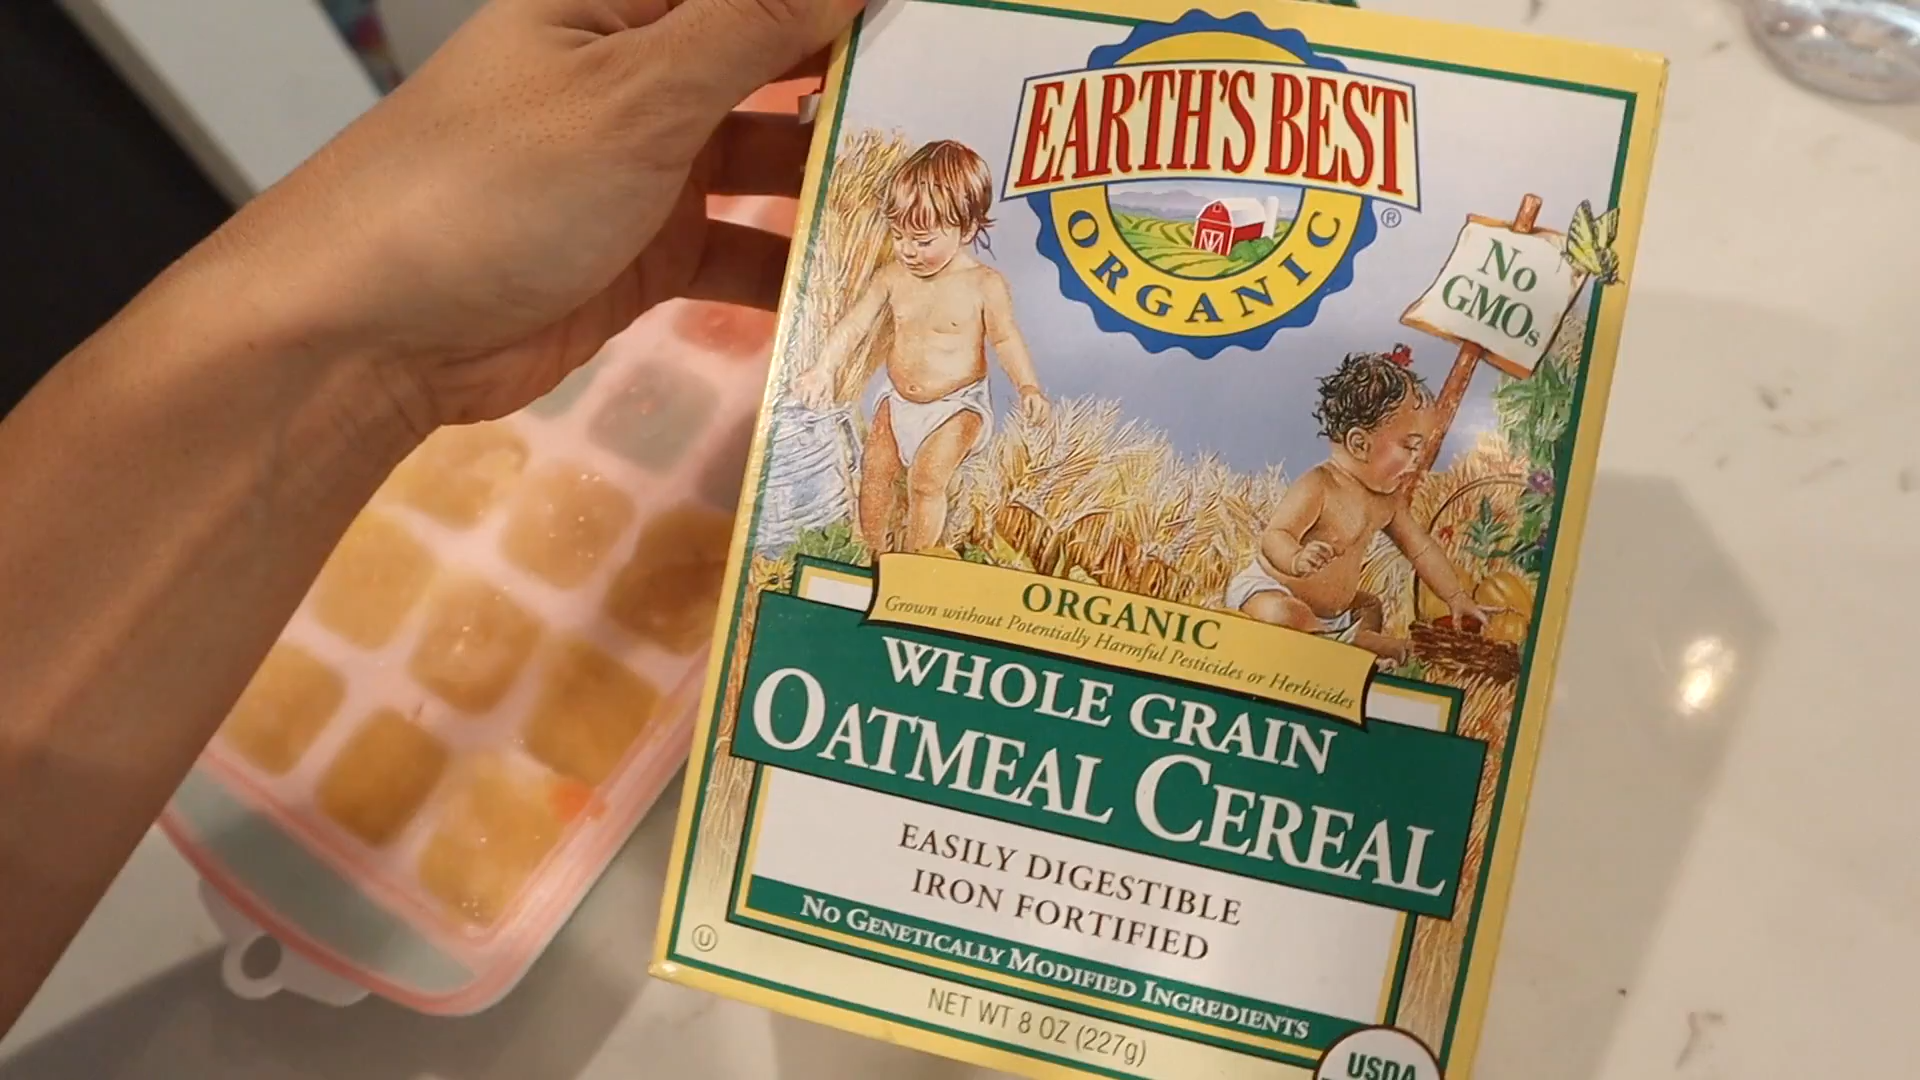 EARTH'S BEST
®
ORGANIC
No
GMOs
ORGANIC
Grown without Potentially Harmful Pesticides or Herbicides
WHOLE GRAIN
OATMEAL CEREAL
EASILY DIGESTIBLE
IRON FORTIFIED
NO GENETICALLY MODIFIED INGREDIENTS
U
NET WT 8 OZ (227g)
USDA